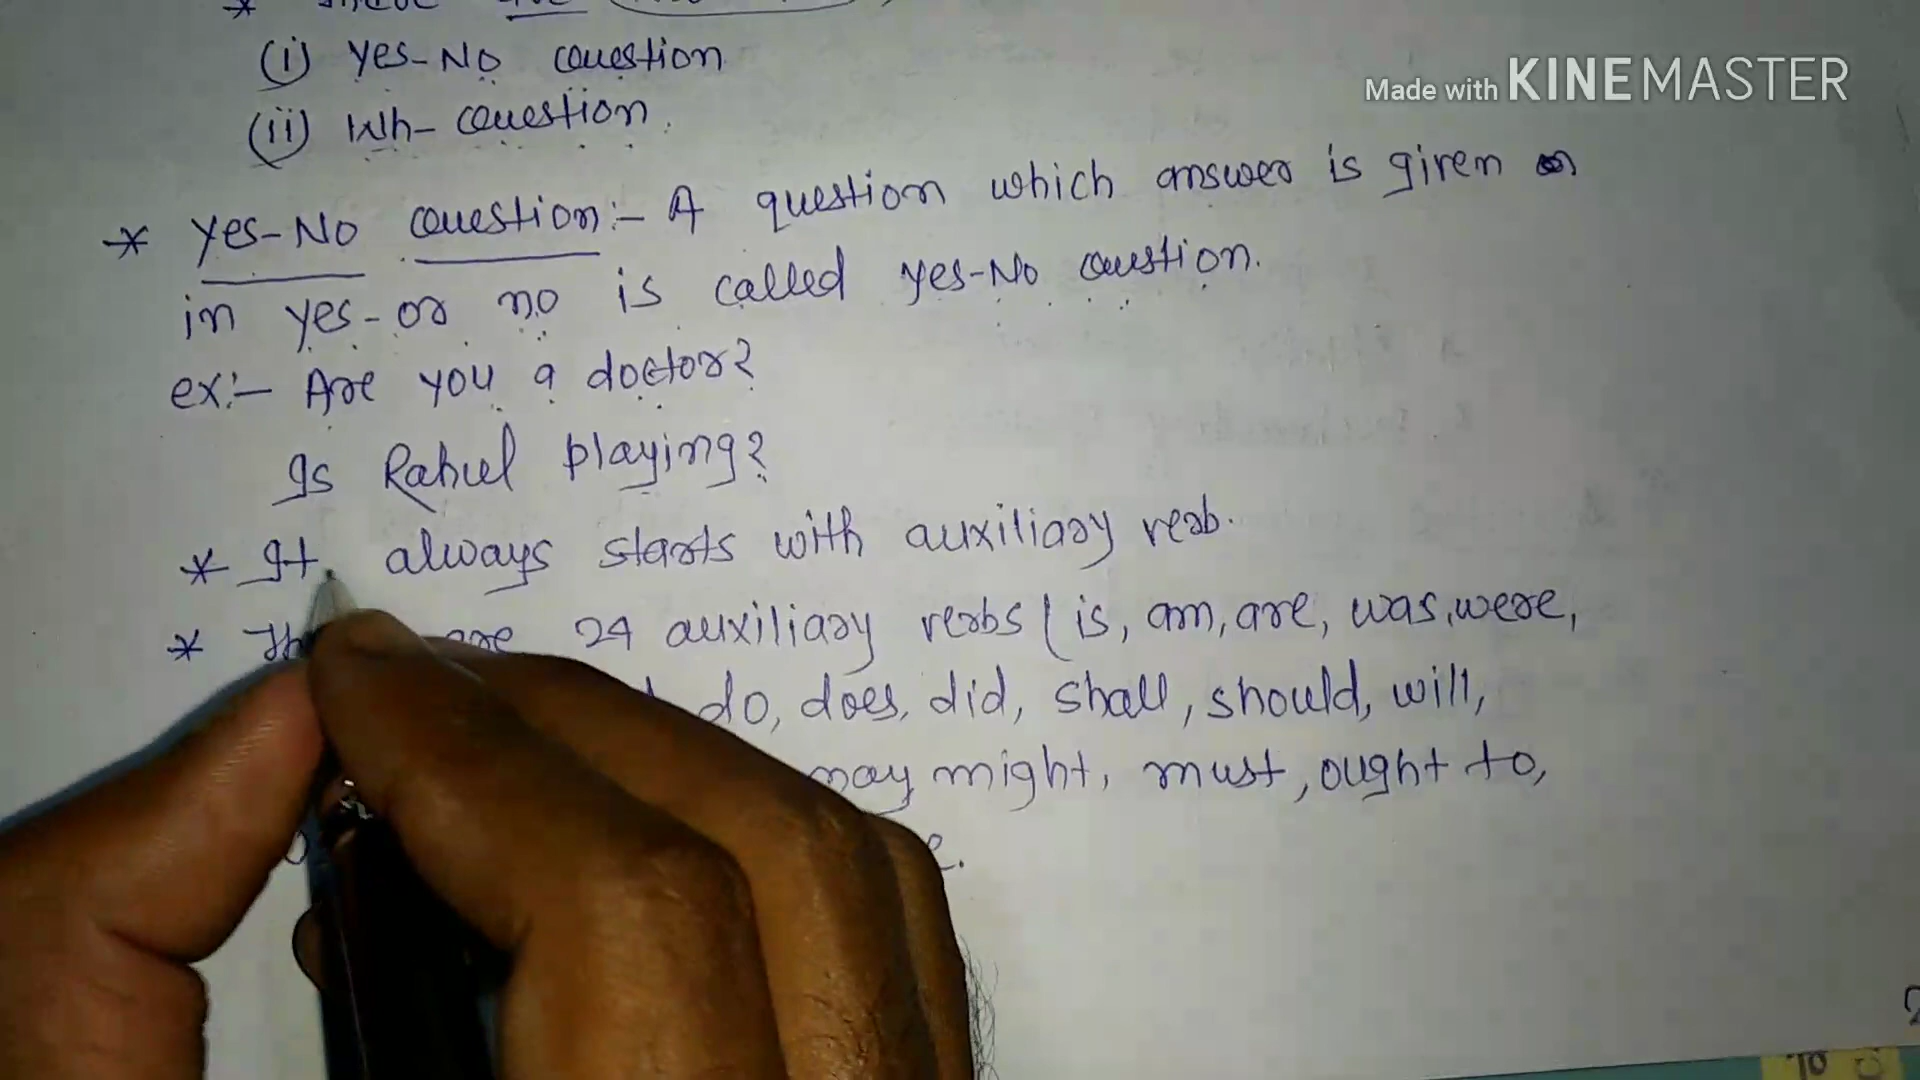 (i) Yes-No Question
(ii) Wh- Question.
Made with KINEMASTER
* Yes-No Question:- A question which answer is given
in yes-or no is called Yes-No Question.
ex:- Are you a doctor?
Is Rahul playing?
* It always starts with auxiliary verb.
* are 24 auxiliary verbs (is, am, are, was, were,
do, does, did, shall, should, will,
may might, must, ought to,